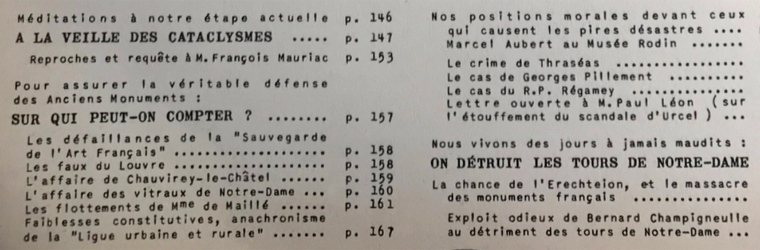 Méditations à notre étape actuelle p. 146
A LA VEILLE DES CATACLYSMES ..... p. 147
Reproches et requête à M. François Mauriac p. 153
Pour assurer la véritable défense
des Anciens Monuments :
SUR QUI PEUT-ON COMPTER ? ........ p. 157
Les défaillances de la "Sauvegarde
de l'Art Français" .................. p. 158
Les faux du Louvre .................. p. 158
L'affaire de Chauvirey-le-Châtel .... p. 159
L'affaire des vitraux de Notre-Dame ... p. 160
Les flottements de Mme de Maillé ...... p. 161
Faiblesses constitutives, anachronisme
de la "Ligue urbaine et rurale" ....... p. 167
Nos positions morales devant ceux
qui causent les pires désastres ....
Marcel Aubert au Musée Rodin .......
Le crime de Thraséas ..............
Le cas de Georges Pillement ..........
Le cas du R.P. Régamey ..............
Lettre ouverte à M. Paul Léon (sur
l'étouffement du scandale d'Urcel) ...
Nous vivons des jours à jamais maudits :
ON DÉTRUIT LES TOURS DE NOTRE-DAME
La chance de l'Erechteion, et le massacre
des monuments français ..............
Exploit odieux de Bernard Champigneulle
au détriment des tours de Notre-Dame ...